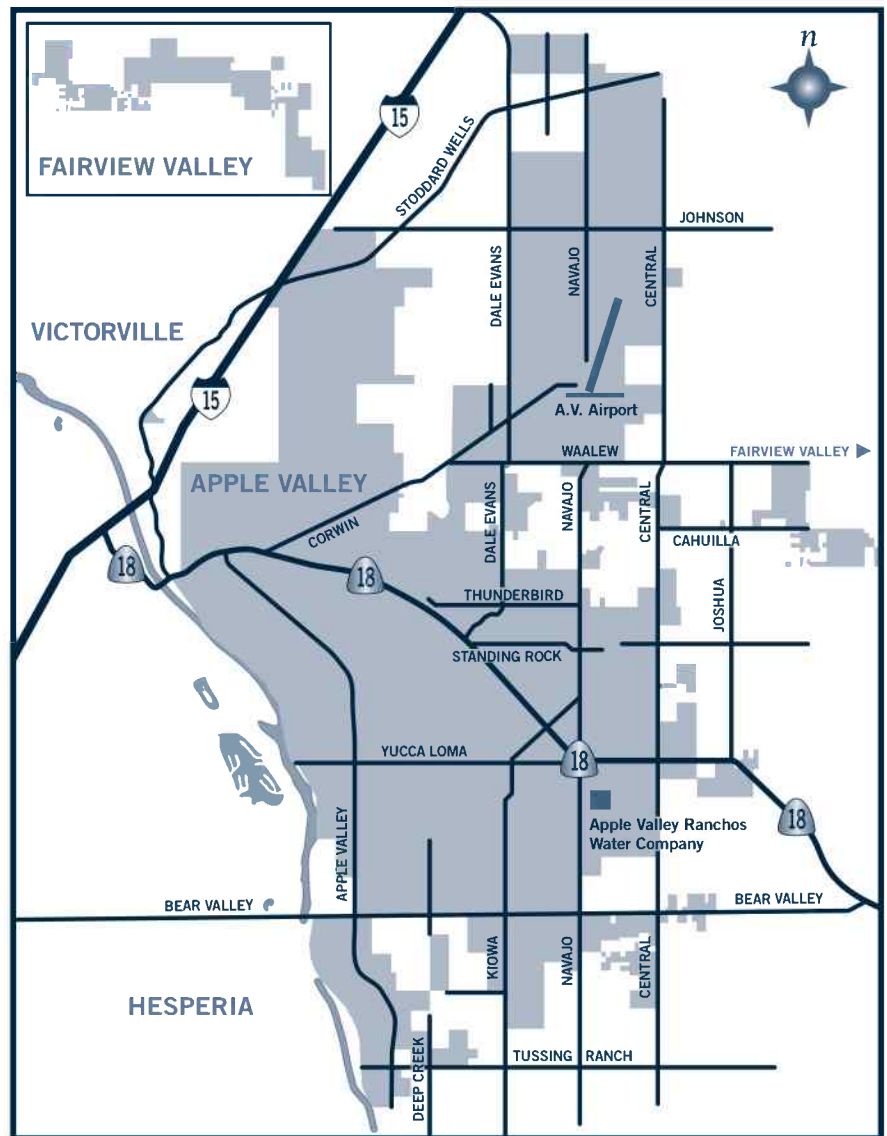 n
15
STODDARD WELLS
FAIRVIEW VALLEY
JOHNSON
DALE EVANS
NAVAJO
CENTRAL
VICTORVILLE
15
A.V. Airport
WAALEW
FAIRVIEW VALLEY
APPLE VALLEY
CORWIN
DALE EVANS
NAVAJO
CENTRAL
CAHUILLA
18
18
THUNDERBIRD
JOSHUA
STANDING ROCK
YUCCA LOMA
18
18
Apple Valley Ranchos
Water Company
APPLE VALLEY
BEAR VALLEY
BEAR VALLEY
KIOWA
NAVAJO
CENTRAL
HESPERIA
DEEP CREEK
TUSSING RANCH